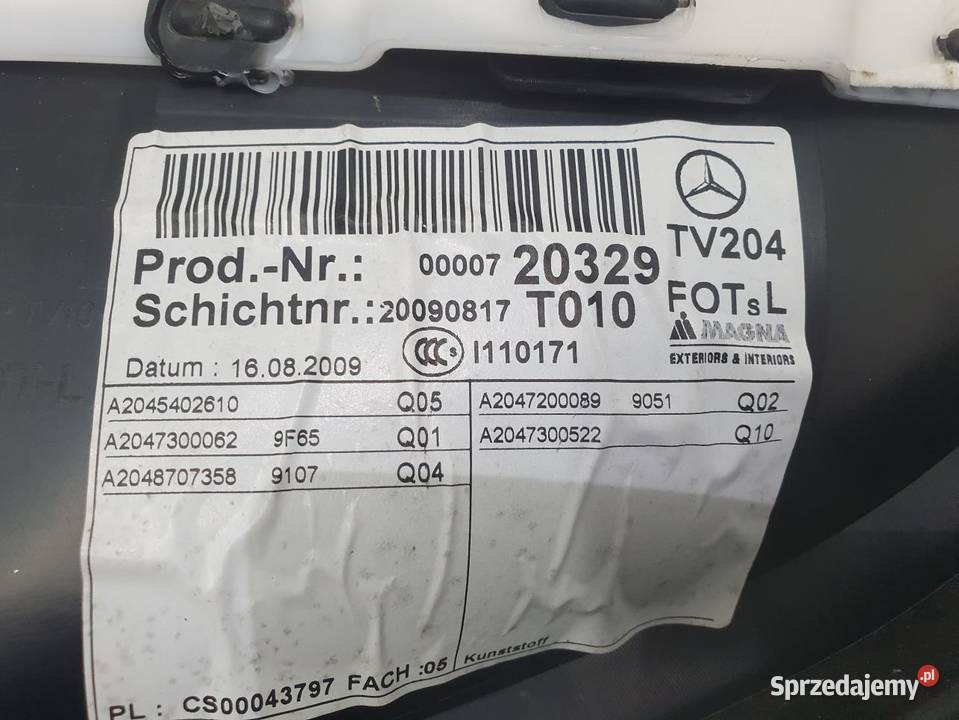 Prod.-Nr.: 00007 20329
Schichtnr.: 20090817 T010
Datum : 16.08.2009 CCC S I110171
TV204
FOTsL
MAGNA
EXTERIORS & INTERIORS
A2045402610 Q05
A2047300062 9F65 Q01
A2048707358 9107 Q04
A2047200089 9051 Q02
A2047300522 Q10
PL : CS00043797 FACH :05
Kunststoff
Sprzedajemy.pl